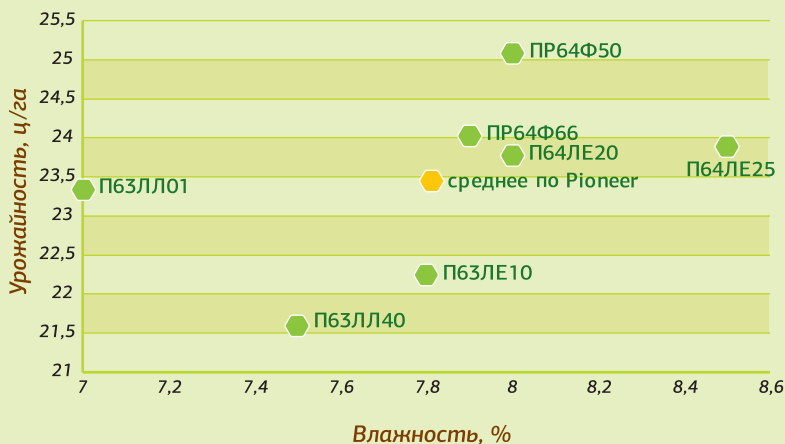 Урожайность, ц/га
25,5
25
24,5
24
23,5
23
22,5
22
21,5
21
ПР64Ф50
ПР64Ф66
П64ЛЕ20
П64ЛЕ25
среднее по Pioneer
П63ЛЛ01
П63ЛЕ10
П63ЛЛ40
7 7,2 7,4 7,6 7,8 8 8,2 8,4 8,6
Влажность, %